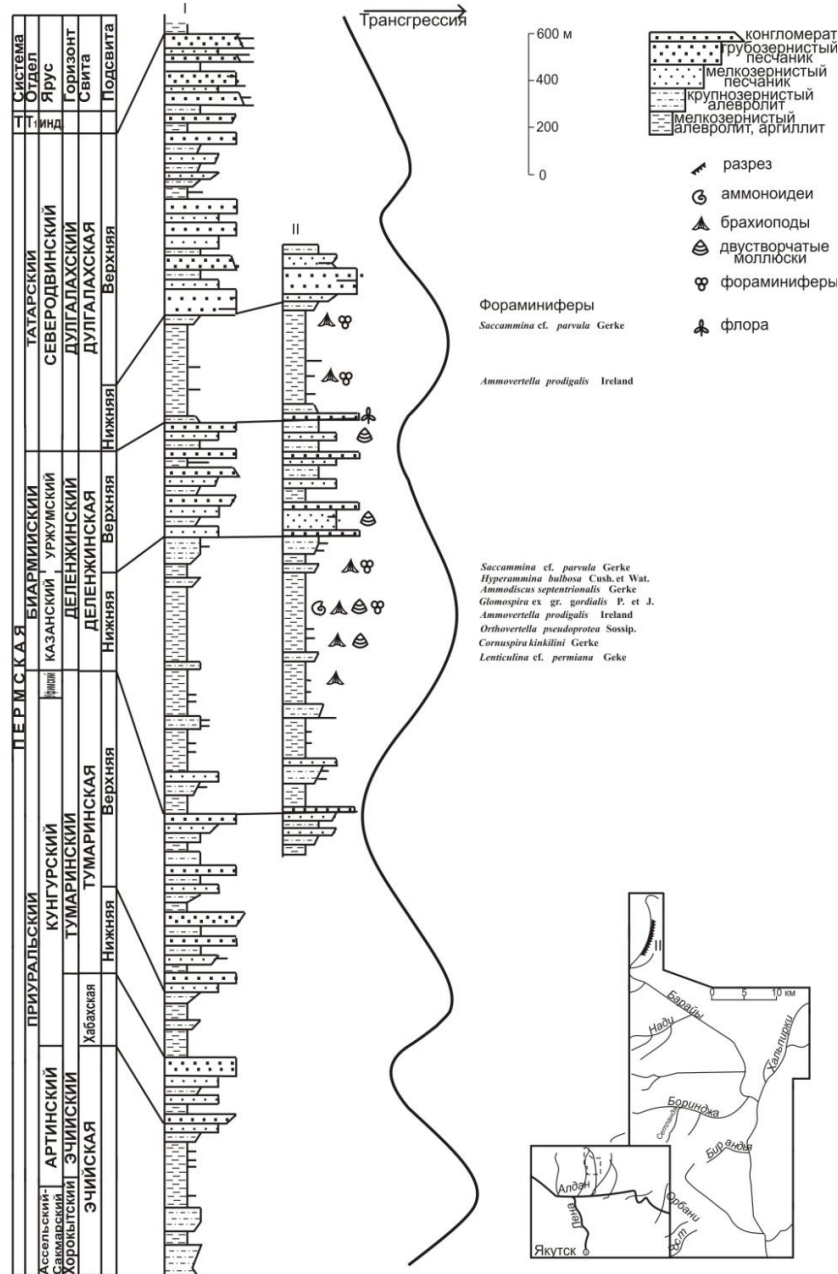 I
Трансгрессия
600 м
400
200
0
конгломерат
грубозернистый
песчаник
мелкозернистый
песчаник
крупнозернистый
алевролит
мелкозернистый
алевролит, аргиллит
разрез
аммоноидеи
брахиоподы
двустворчатые
моллюски
фораминиферы
флора
Система
Отдел
Ярус
Горизонт
Свита
Подсвита
T
T1
инд
ПЕРМСКАЯ
ТАТАРСКИЙ
СЕВЕРОДВИНСКИЙ
ДУЛГАЛАХСКИЙ
ДУЛГАЛАХСКАЯ
Верхняя
Нижняя
БИАРМИЙСКИЙ
УРЖУМСКИЙ
КАЗАНСКИЙ
ДЕЛЕНЖИНСКИЙ
ДЕЛЕНЖИНСКАЯ
Верхняя
Нижняя
ПРИУРАЛЬСКИЙ
КУНГУРСКИЙ
ТУМАРИНСКИЙ
ТУМАРИНСКАЯ
Верхняя
Нижняя
Хабахская
АРТИНСКИЙ
ЭЧИЙСКИЙ
ЭЧИЙСКАЯ
Ассельский-
Сакмарский
Хорокытский
II
Фораминиферы
Saccammina cf. parvula Gerke
Ammovertella prodigalis Ireland
Saccammina cf. parvula Gerke
Hyperammina bulbosa Cush. et Wat.
Ammodiscus septentrionalis Gerke
Glomospira ex gr. gordialis P. et J.
Ammovertella prodigalis Ireland
Orthovertella pseudoprotea Sossip.
Cornuspira kinkilini Gerke
Lenticulina cf. permiana Geke
II
0 5 10 км
Барайы
Нади
Хальпирки
Боринджа
Бирандья
Алдан
Лена
Якутск
Орбани